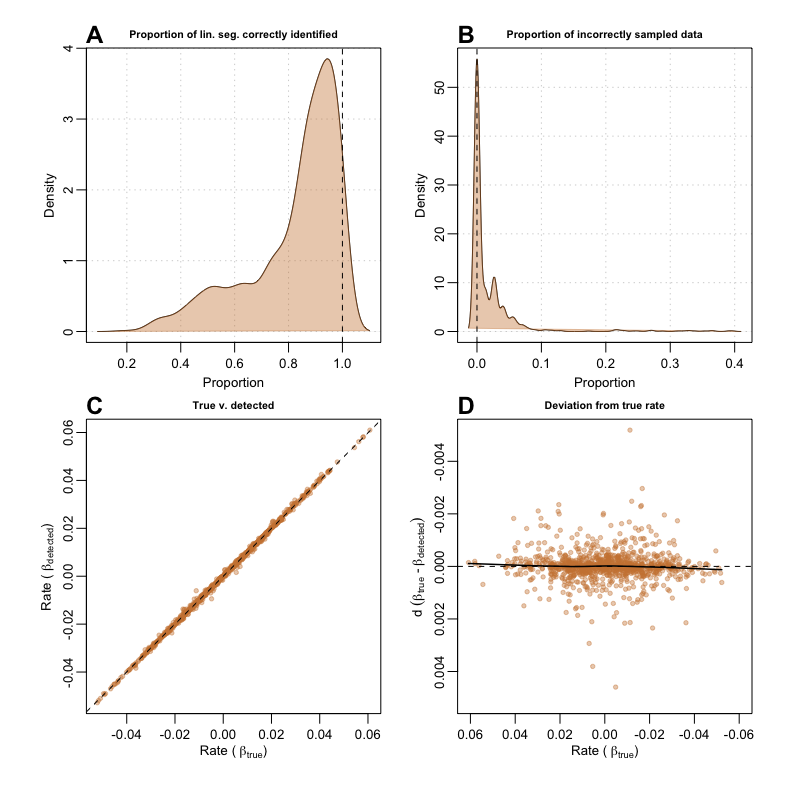 A Proportion of lin. seg. correctly identified
4
3
2
1
0
Density
0.2 0.4 0.6 0.8 1.0
Proportion
B Proportion of incorrectly sampled data
50
40
30
20
10
0
Density
0.0 0.1 0.2 0.3 0.4
Proportion
C True v. detected
0.06
0.04
0.02
0.00
-0.02
-0.04
Rate ( βdetected)
-0.04 -0.02 0.00 0.02 0.04 0.06
Rate ( βtrue)
D Deviation from true rate
-0.004
-0.002
0.000
0.002
0.004
d (βtrue - βdetected)
0.06 0.04 0.02 0.00 -0.02 -0.04 -0.06
Rate ( βtrue)